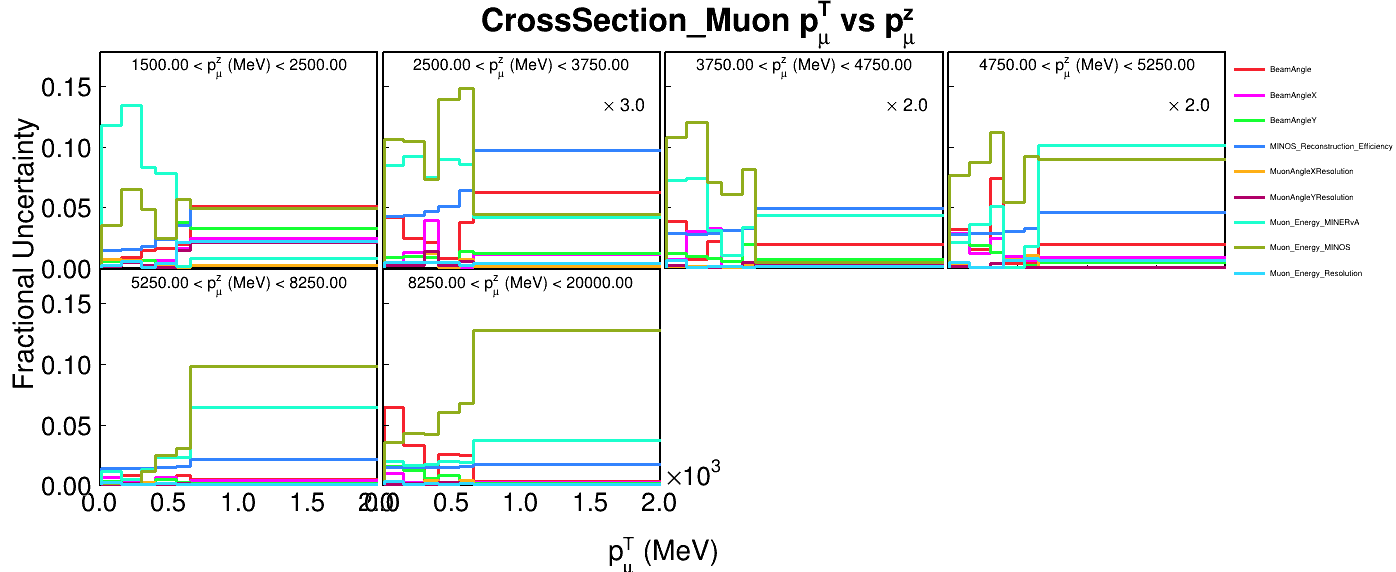 CrossSection_Muon p_μ^T vs p_μ^z
1500.00 < p_μ^z (MeV) < 2500.00
2500.00 < p_μ^z (MeV) < 3750.00
× 3.0
3750.00 < p_μ^z (MeV) < 4750.00
× 2.0
4750.00 < p_μ^z (MeV) < 5250.00
× 2.0
0.15
0.10
0.05
0.00
BeamAngle
BeamAngleX
BeamAngleY
MINOS_Reconstruction_Efficiency
MuonAngleXResolution
MuonAngleYResolution
Muon_Energy_MINERvA
Muon_Energy_MINOS
Muon_Energy_Resolution
Fractional Uncertainty
5250.00 < p_μ^z (MeV) < 8250.00
8250.00 < p_μ^z (MeV) < 20000.00
0.15
0.10
0.05
0.00
0.0 0.5 1.0 1.5 2.0
0.0 0.5 1.0 1.5 2.0
×10³
p_μ^T (MeV)